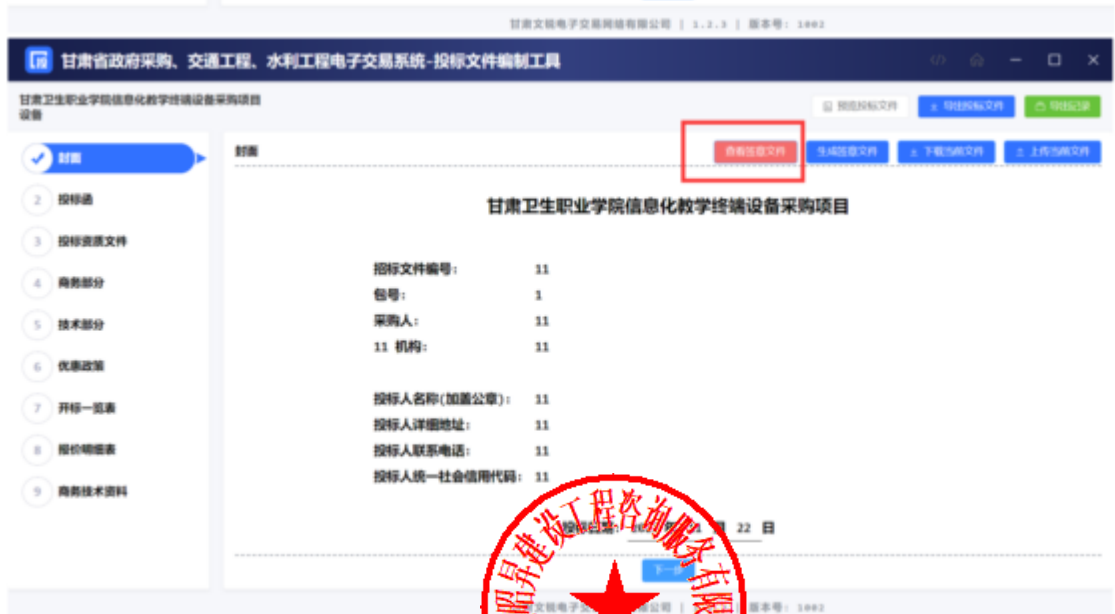 甘肃文锐电子交易网络有限公司 | 1.2.3 | 版本号: 1002
甘肃省政府采购、交通工程、水利工程电子交易系统-投标文件编制工具
甘肃卫生职业学院信息化教学终端设备采购项目
设备
预览投标文件 导出投标文件 导出记录
封面
查看签章文件 生成签章文件 下载当前文件 上传当前文件
1 封面
2 投标函
3 投标资质文件
4 商务部分
5 技术部分
6 优惠政策
7 开标一览表
8 报价明细表
9 商务技术资料
甘肃卫生职业学院信息化教学终端设备采购项目
招标文件编号: 11
包号: 1
采购人: 11
11 机构: 11
投标人名称(加盖公章): 11
投标人详细地址: 11
投标人联系电话: 11
投标人统一社会信用代码: 11
22 日
下一步
昭昇建设工程咨询服务有限
版本号: 1002